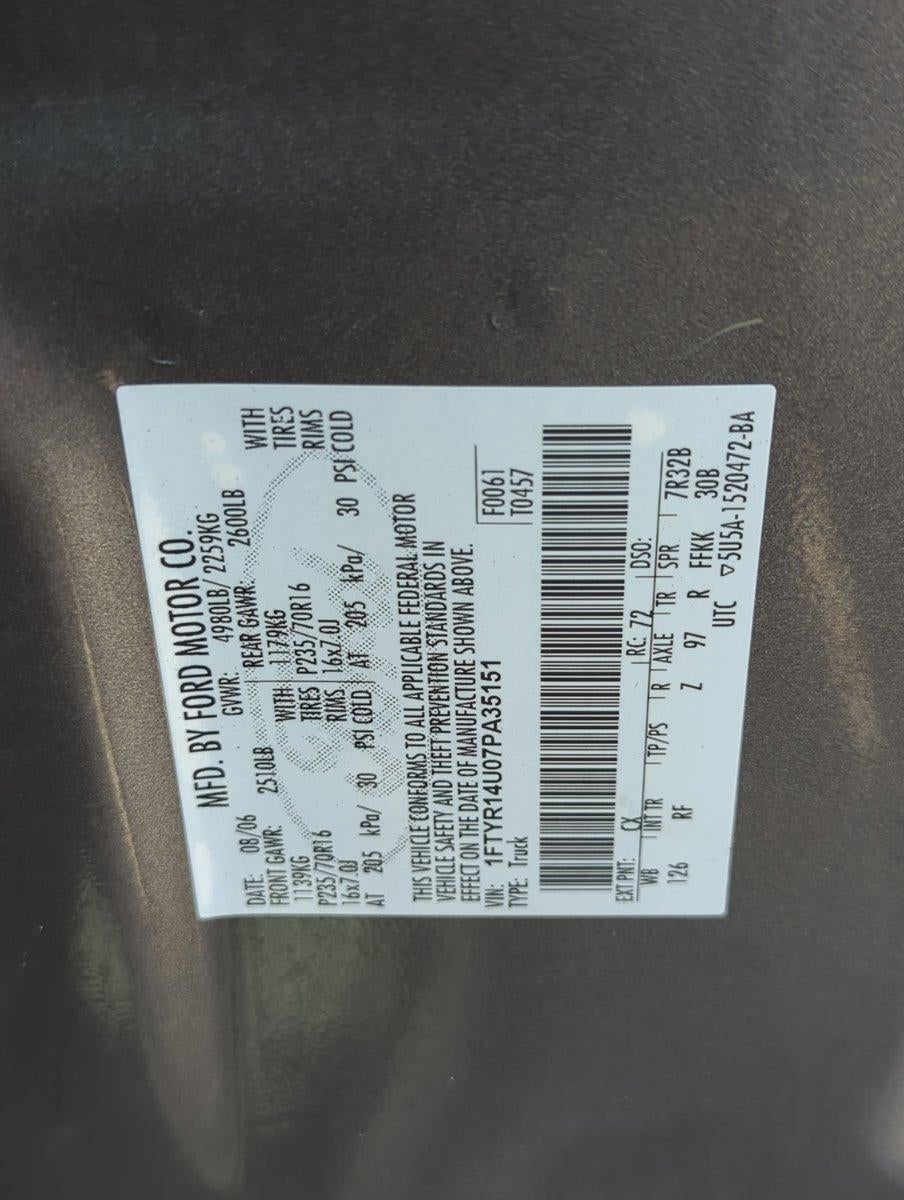 MFD. BY FORD MOTOR CO.
DATE: 08/06 GVWR: 4980LB/ 2259KG
FRONT GAWR: 2510LB REAR GAWR: 2600LB
1139KG WITH 1179KG WITH
P235/70R16 TIRES P235/70R16 TIRES
16x7.0J RIMS 16x7.0J RIMS
AT 205 kPa/ 30 PSI COLD AT 205 kPa/ 30 PSI COLD
THIS VEHICLE CONFORMS TO ALL APPLICABLE FEDERAL MOTOR
VEHICLE SAFETY AND THEFT PREVENTION STANDARDS IN
EFFECT ON THE DATE OF MANUFACTURE SHOWN ABOVE.
VIN: 1FTYR14U07PA35151 F0061
TYPE: Truck T0457
EXT PNT: CX RC: 72 DSO:
WB INT TR TP/PS R AXLE TR SPR 7R32B
126 RF Z 97 R FFKK 30B
UTC ▽5U5A-1520472-BA